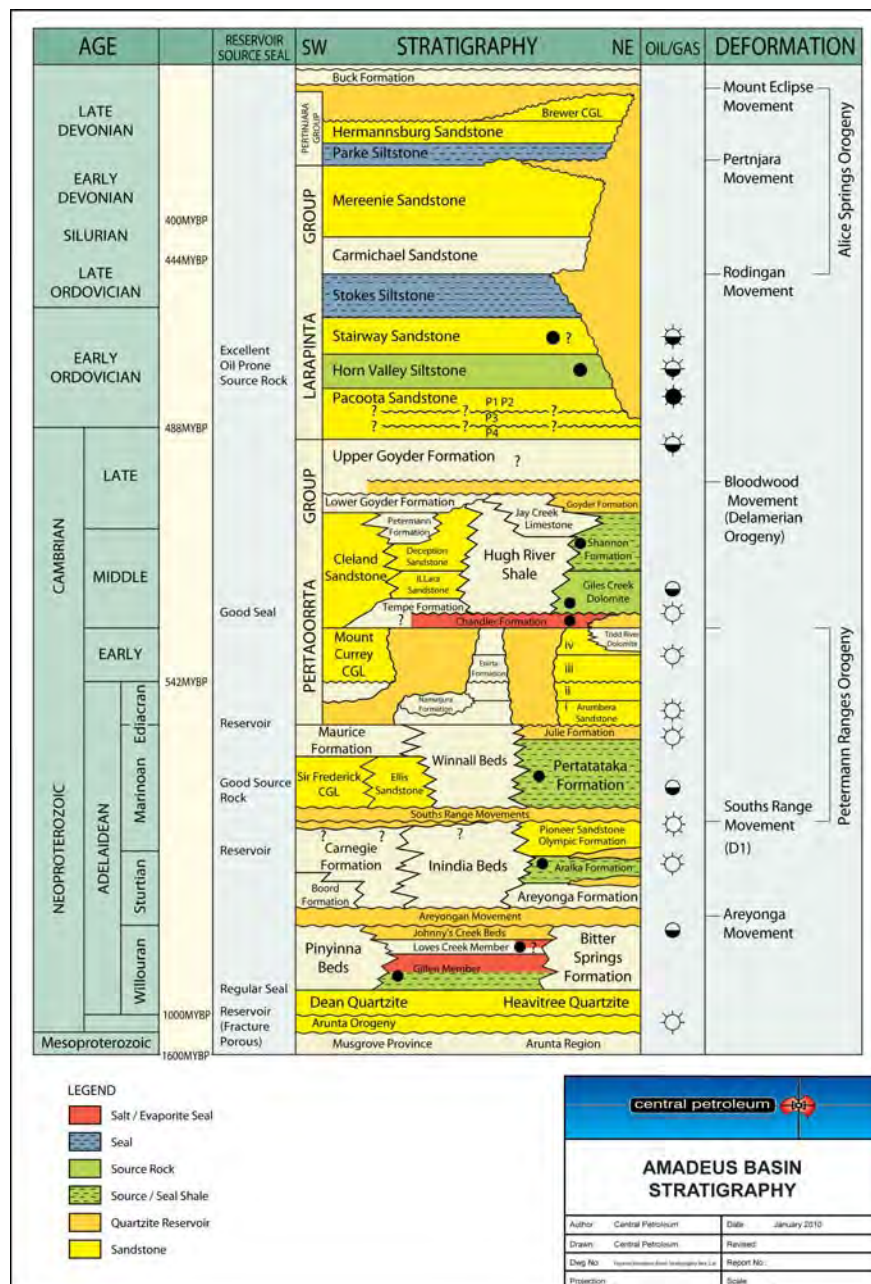 AGE
RESERVOIR
SOURCE SEAL
SW
STRATIGRAPHY
NE
OIL/GAS
DEFORMATION
LATE
DEVONIAN
EARLY
DEVONIAN
SILURIAN
LATE
ORDOVICIAN
EARLY
ORDOVICIAN
CAMBRIAN
LATE
MIDDLE
EARLY
NEOPROTEROZOIC
ADELAIDEAN
Ediacran
Marinoan
Sturtian
Willouran
Mesoproterozoic
400MYBP
444MYBP
488MYBP
542MYBP
1000MYBP
1600MYBP
Excellent
Oil Prone
Source Rock
Good Seal
Reservoir
Good Source
Rock
Reservoir
Regular Seal
Reservoir
(Fracture
Porous)
Buck Formation
PERTINJARA
GROUP
Brewer CGL
Hermannsburg Sandstone
Parke Siltstone
LARAPINTA GROUP
Mereenie Sandstone
Carmichael Sandstone
Stokes Siltstone
Stairway Sandstone
?
Horn Valley Siltstone
Pacoota Sandstone
P1 P2
? ? ?
P3
? ? ?
P4
PERTAOORRTA GROUP
Upper Goyder Formation
?
Lower Goyder Formation
Goyder Formation
Petermann
Formation
Jay Creek
Limestone
Cleland
Sandstone
Deception
Sandstone
Hugh River
Shale
Shannon
Formation
ILLara
Sandstone
Giles Creek
Dolomite
Tempe Formation
?
Chandler Formation
Mount
Currey
CGL
Todd River
Dolomite
iv
iii
ii
i
Formation
Namatjura
Formation
Arumbera
Sandstone
Maurice
Formation
Julie Formation
Winnall Beds
Pertatataka
Formation
Sir Frederick
CGL
Ellis
Sandstone
Souths Range Movements
? ? ?
Pioneer Sandstone
Olympic Formation
Carnegie
Formation
Inindia Beds
Aralka Formation
Boord
Formation
Areyonga Formation
Areyongan Movement
Johnny's Creek Beds
Pinyinna
Beds
Loves Creek Member
?
Bitter
Springs
Formation
Gillen Member
Dean Quartzite
Heavitree Quartzite
Arunta Orogeny
Musgrove Province
Arunta Region
Mount Eclipse
Movement
Pertnjara
Movement
Rodingan
Movement
Alice Springs Orogeny
Bloodwood
Movement
(Delamerian
Orogeny)
Petermann Ranges Orogeny
Souths Range
Movement
(D1)
Areyonga
Movement
LEGEND
Salt / Evaporite Seal
Seal
Source Rock
Source / Seal Shale
Quartzite Reservoir
Sandstone
central petroleum
AMADEUS BASIN
STRATIGRAPHY
Author Central Petroleum
Date January 2010
Drawn Central Petroleum
Revised:
Dwg No.
Report No.:
Projection
Scale